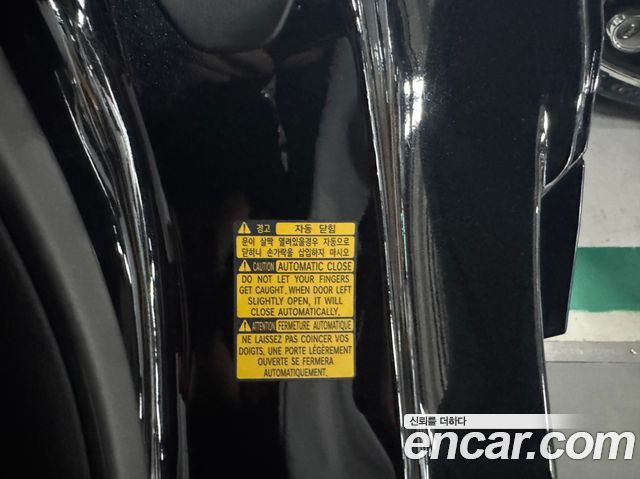 경고 자동 닫힘
문이 살짝 열려있을경우 자동으로
닫히니 손가락을 삽입하지 마시오
CAUTION AUTOMATIC CLOSE
DO NOT LET YOUR FINGERS
GET CAUGHT. WHEN DOOR LEFT
SLIGHTLY OPEN, IT WILL
CLOSE AUTOMATICALLY.
ATTENTION FERMETURE AUTOMATIQUE
NE LAISSEZ PAS COINCER VOS
DOIGTS. UNE PORTE LÉGÈREMENT
OUVERTE SE FERMERA
AUTOMATIQUEMENT.
신뢰를 더하다
encar.com